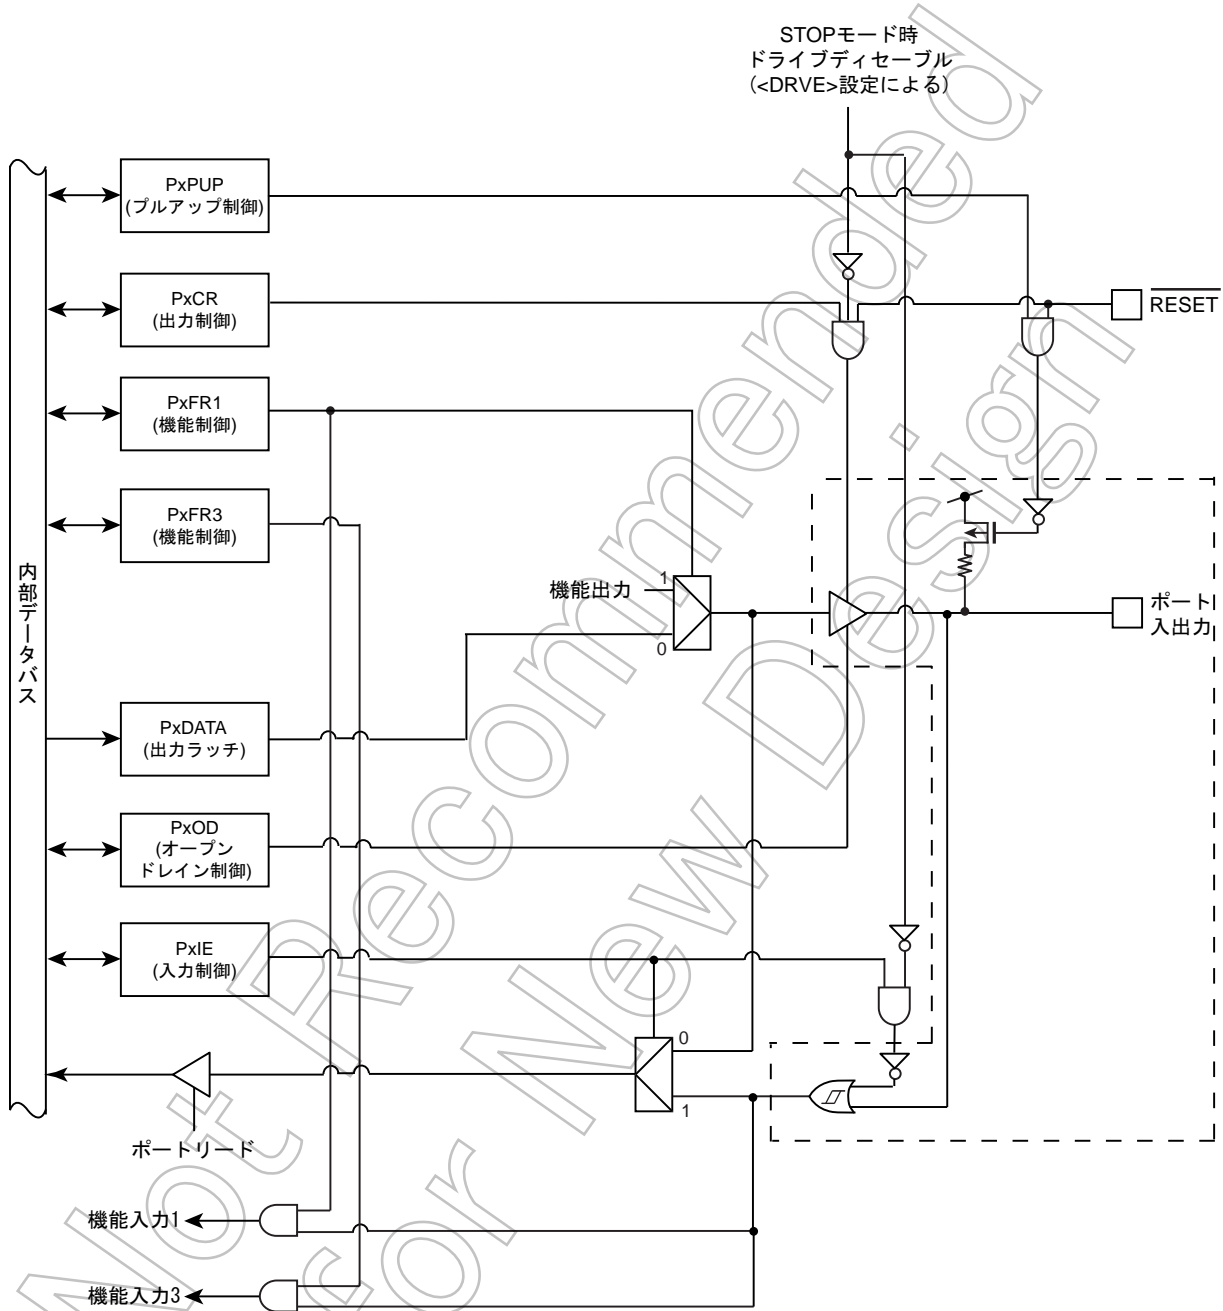 STOPモード時
ドライブディセーブル
(<DRVE>設定による)
PxPUP
(プルアップ制御)
PxCR
(出力制御)
RESET
PxFR1
(機能制御)
PxFR3
(機能制御)
内部データバス
機能出力
1
0
ポート
入出力
PxDATA
(出力ラッチ)
PxOD
(オープン
ドレイン制御)
PxIE
(入力制御)
0
1
ポートリード
機能入力1
機能入力3
Not Recommended
for New Design